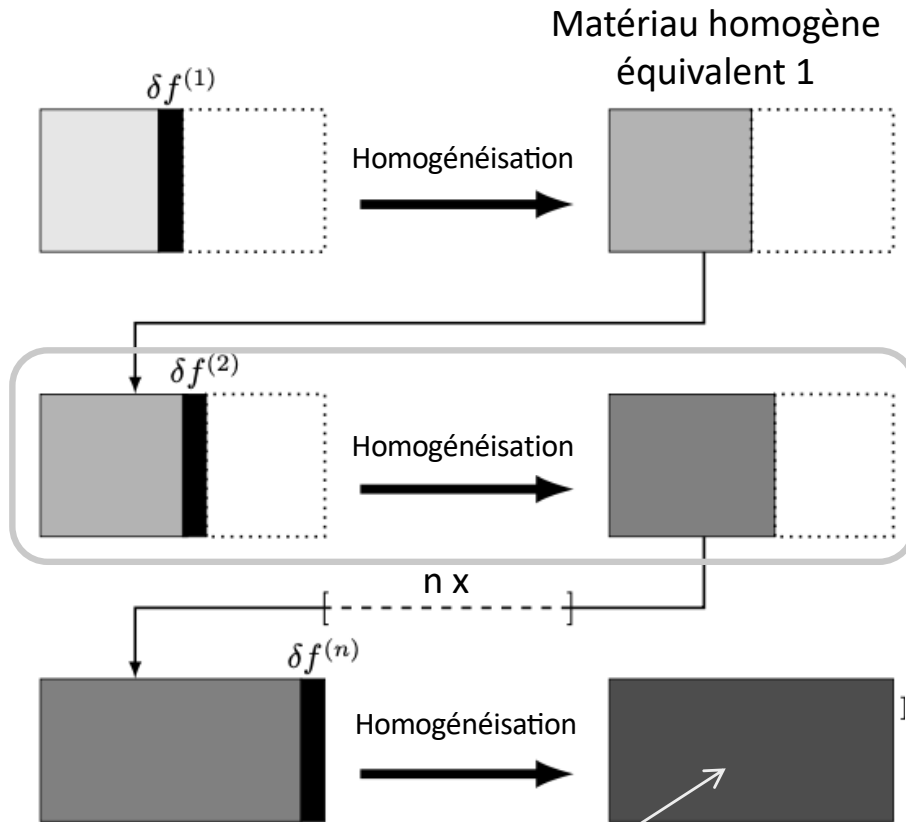 Matériau homogène
équivalent 1
δf⁽¹⁾
Homogénéisation
δf⁽²⁾
Homogénéisation
n x
δf⁽ⁿ⁾
Homogénéisation